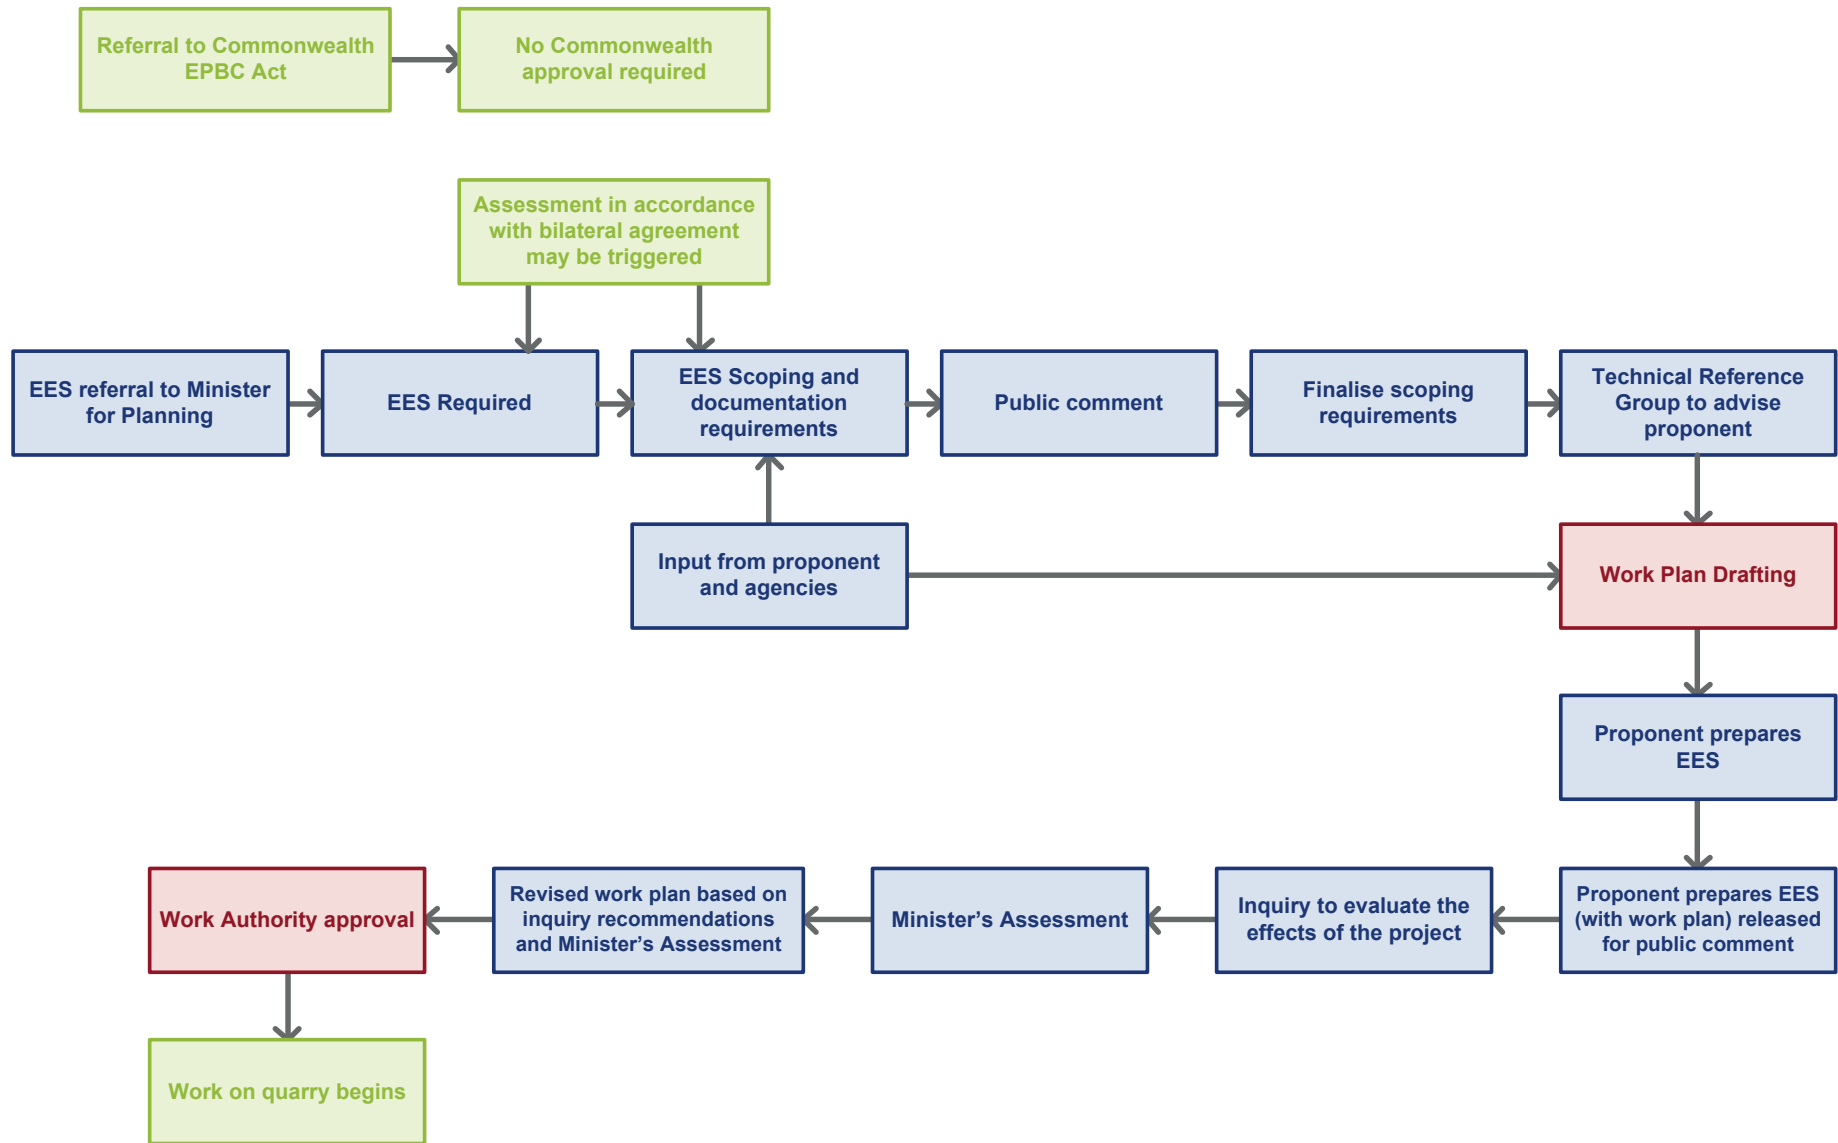 Referral to Commonwealth
EPBC Act
No Commonwealth
approval required
Assessment in accordance
with bilateral agreement
may be triggered
EES referral to Minister
for Planning
EES Required
EES Scoping and
documentation
requirements
Public comment
Finalise scoping
requirements
Technical Reference
Group to advise
proponent
Input from proponent
and agencies
Work Plan Drafting
Proponent prepares
EES
Proponent prepares EES
(with work plan) released
for public comment
Inquiry to evaluate the
effects of the project
Minister’s Assessment
Revised work plan based on
inquiry recommendations
and Minister’s Assessment
Work Authority approval
Work on quarry begins